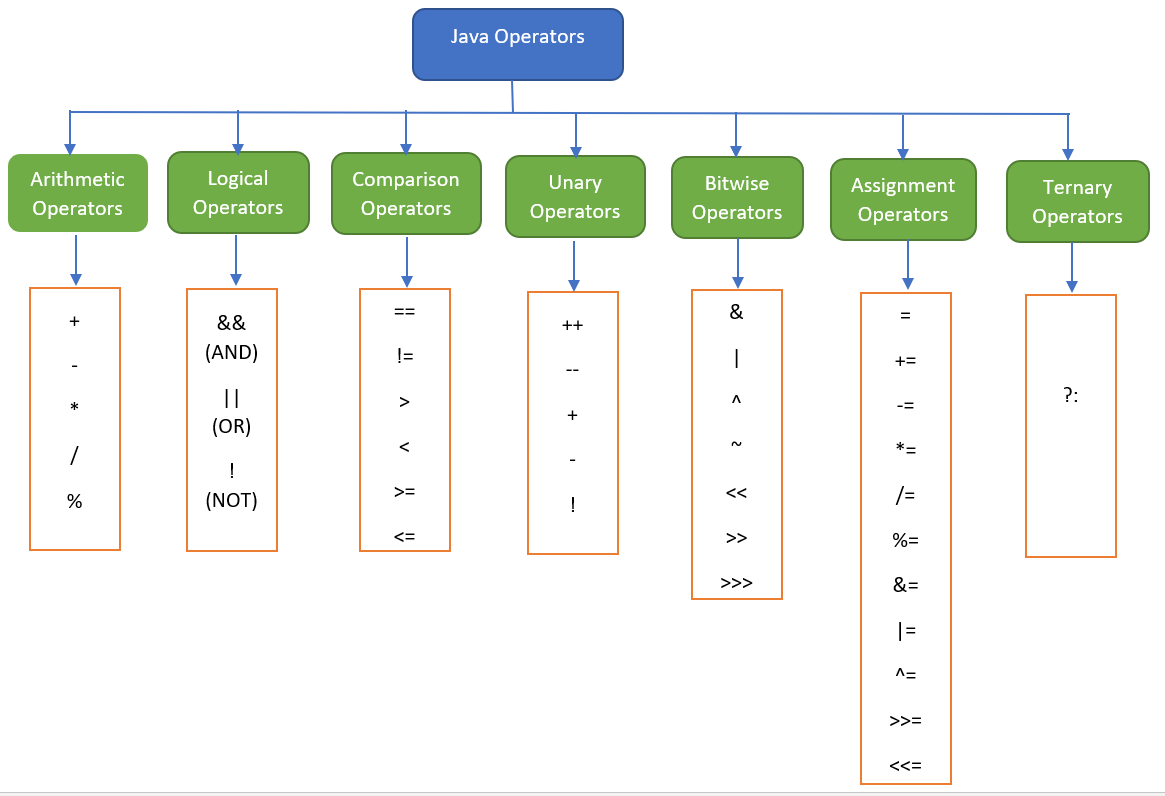 Java Operators
Arithmetic
Operators
Logical
Operators
Comparison
Operators
Unary
Operators
Bitwise
Operators
Assignment
Operators
Ternary
Operators
+
-
*
/
%
&&
(AND)
||
(OR)
!
(NOT)
==
!=
>
<
>=
<=
++
--
+
-
!
&
|
^
~
<<
>>
>>>
=
+=
-=
*=
/=
%=
&=
|=
^=
>>=
<<=
?: